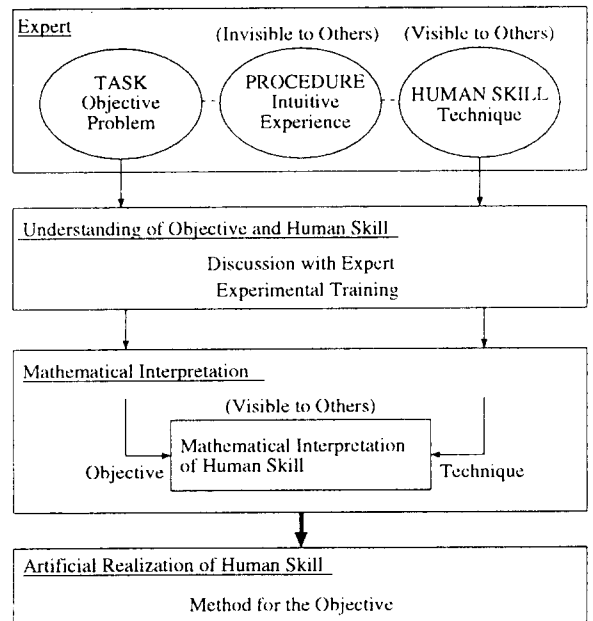 Expert
(Invisible to Others) (Visible to Others)
TASK
Objective
Problem
PROCEDURE
Intuitive
Experience
HUMAN SKILL
Technique
Understanding of Objective and Human Skill
Discussion with Expert
Experimental Training
Mathematical Interpretation
(Visible to Others)
Mathematical Interpretation
of Human Skill
Objective
Technique
Artificial Realization of Human Skill
Method for the Objective